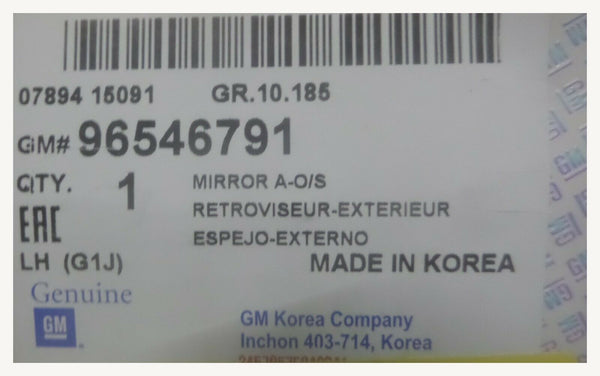 07894 15091 GR.10.185
GM# 96546791
QTY. 1 MIRROR A-O/S
RETROVISEUR-EXTERIEUR
EAC
ESPEJO-EXTERNO
LH (G1J) MADE IN KOREA
Genuine
GM
GM Korea Company
Inchon 403-714, Korea